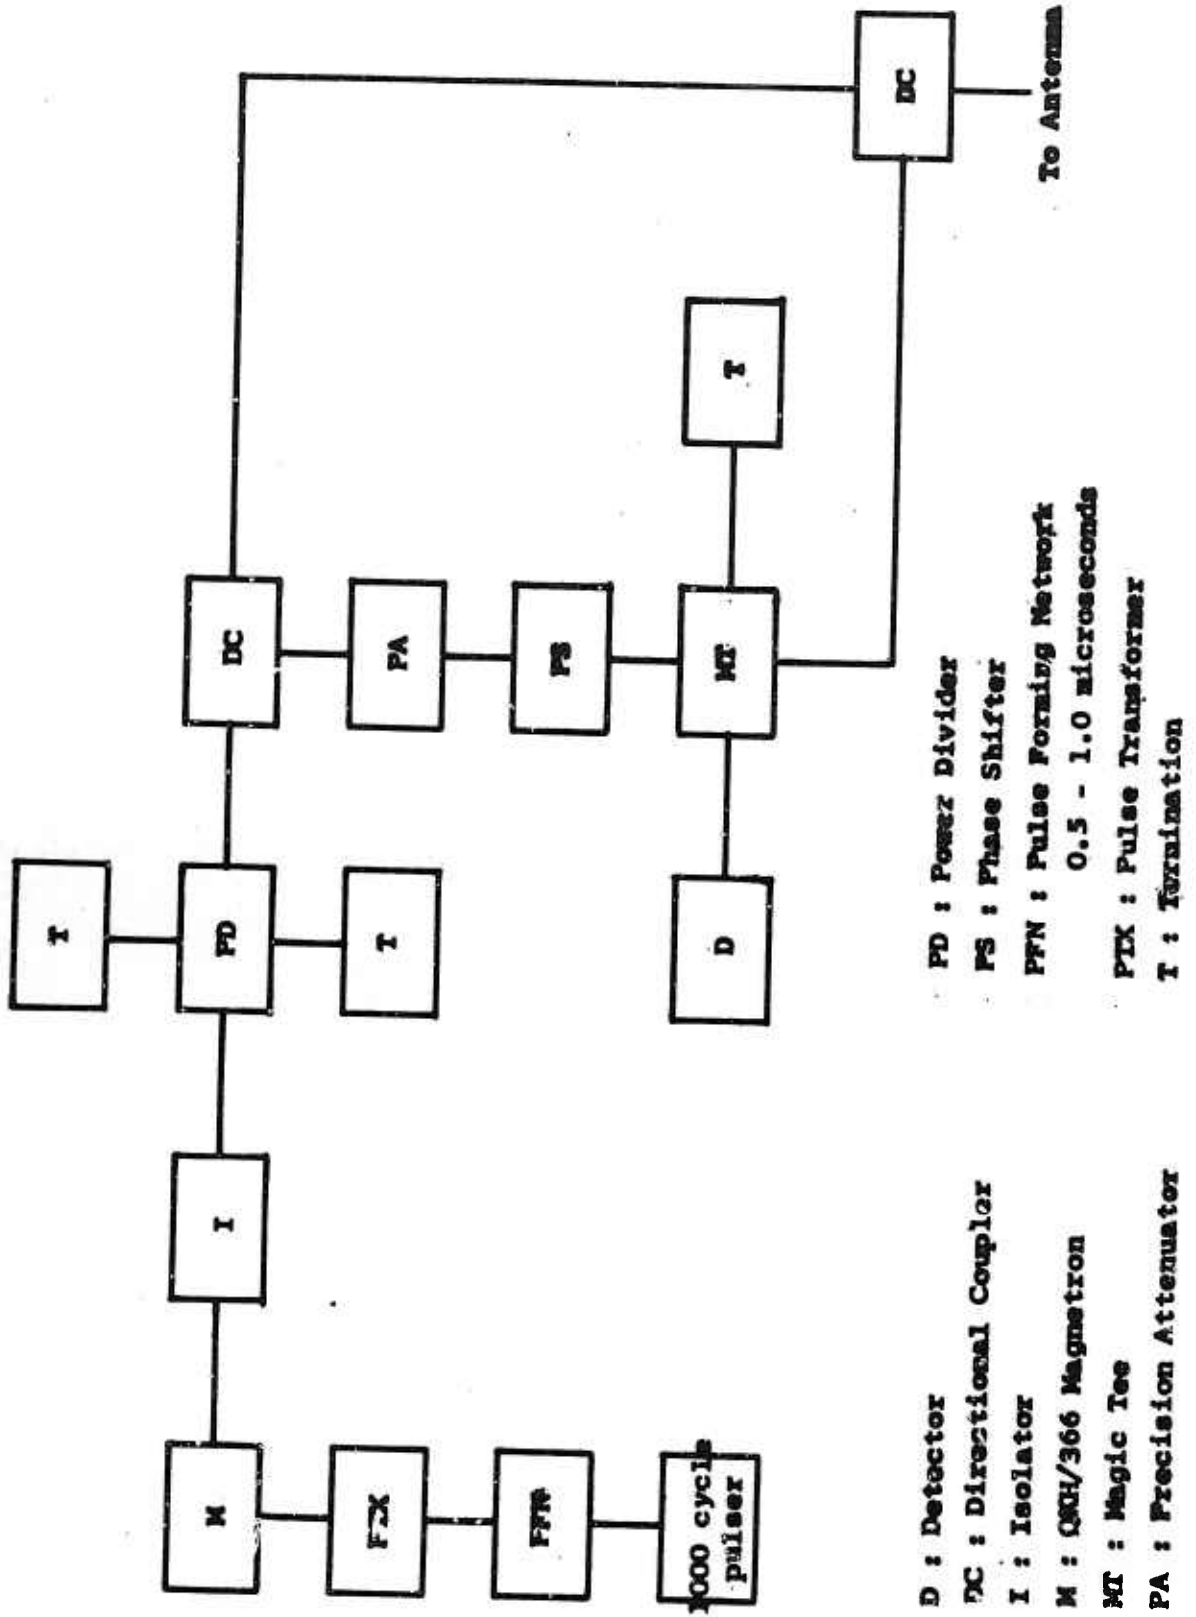 T
M
I
PD
DC
PTX
T
PA
PFN
PS
1000 cycle
pulser
D
MT
T
DC
To Antenna
D : Detector
DC : Directional Coupler
I : Isolator
M : QKH/366 Magnetron
MT : Magic Tee
PA : Precision Attenuator
PD : Power Divider
PS : Phase Shifter
PFN : Pulse Forming Network
0.5 - 1.0 microseconds
PTX : Pulse Transformer
T : Termination